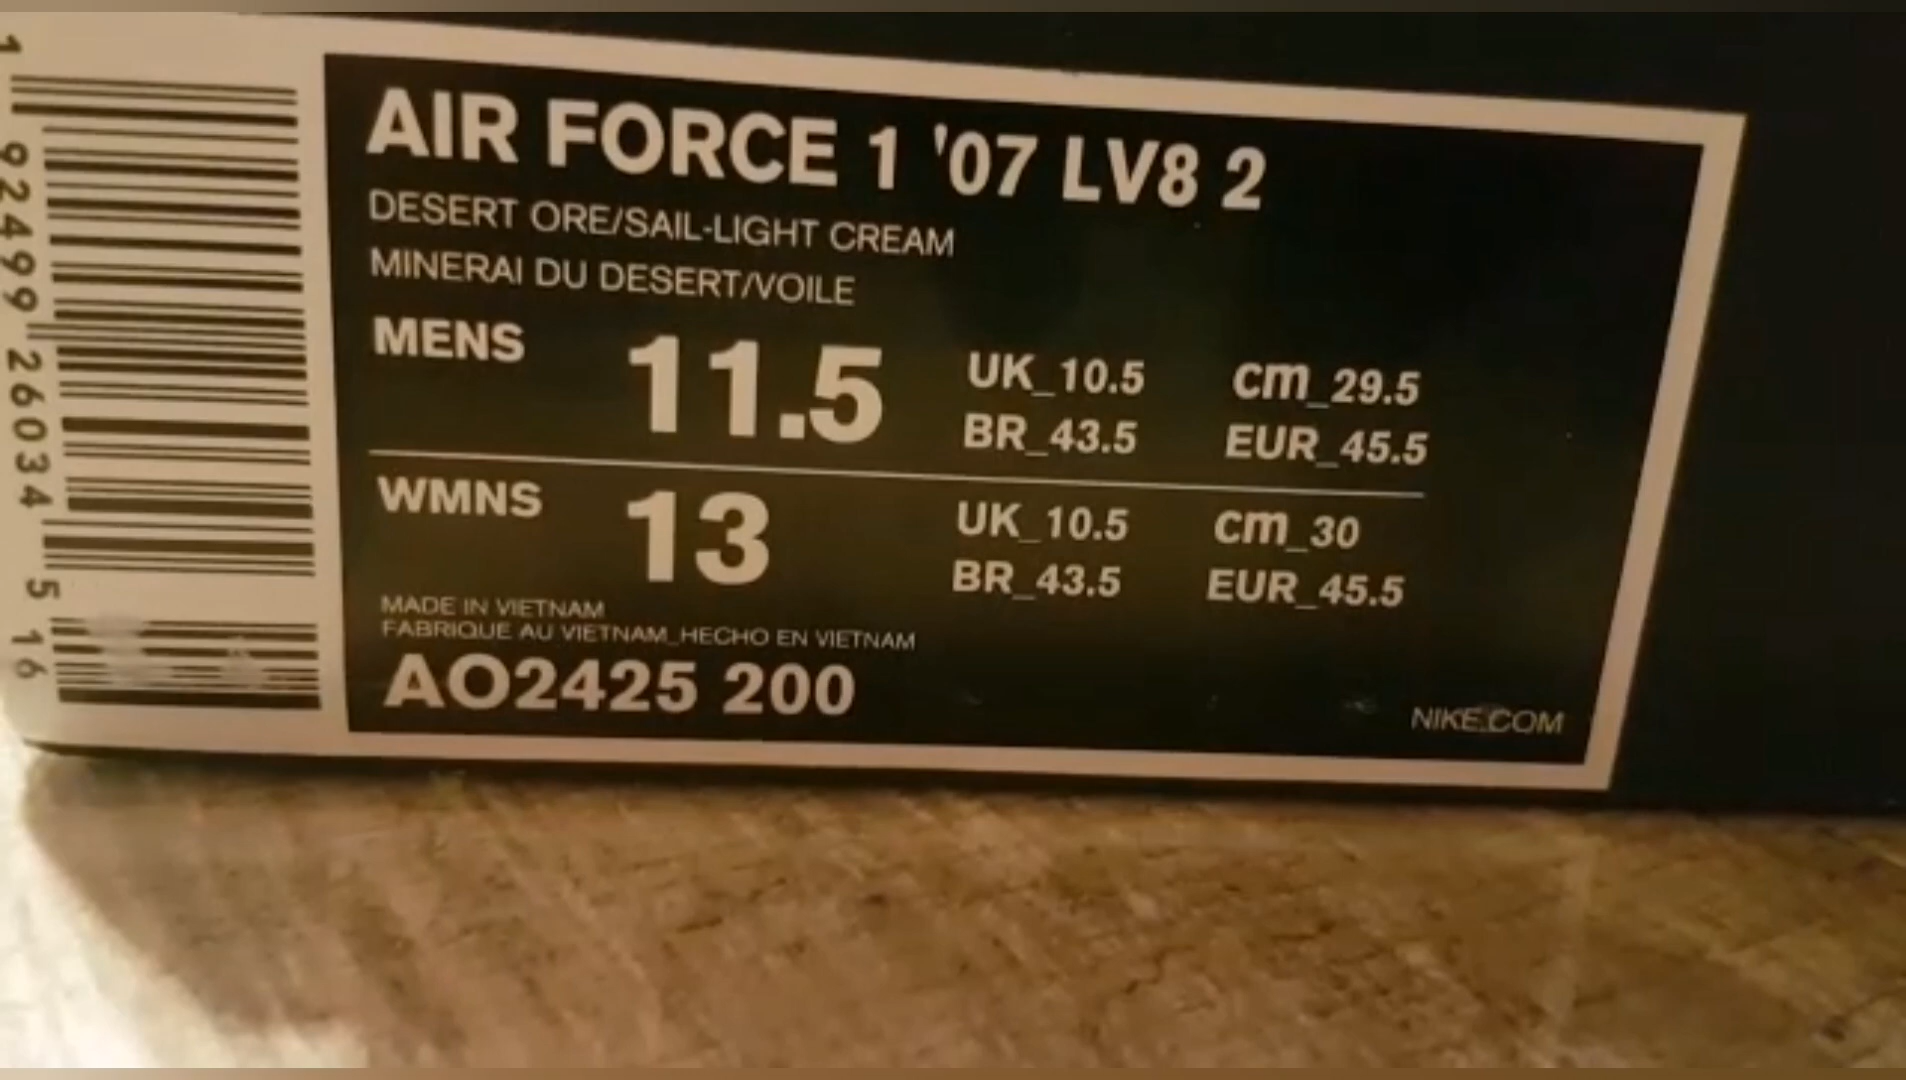 AIR FORCE 1 '07 LV8 2
DESERT ORE/SAIL-LIGHT CREAM
MINERAI DU DESERT/VOILE
MENS 11.5 UK_10.5 cm_29.5
BR_43.5 EUR_45.5
WMNS 13 UK_10.5 cm_30
BR_43.5 EUR_45.5
MADE IN VIETNAM
FABRIQUE AU VIETNAM_HECHO EN VIETNAM
AO2425 200
NIKE.COM
1 92499 26034 5 16